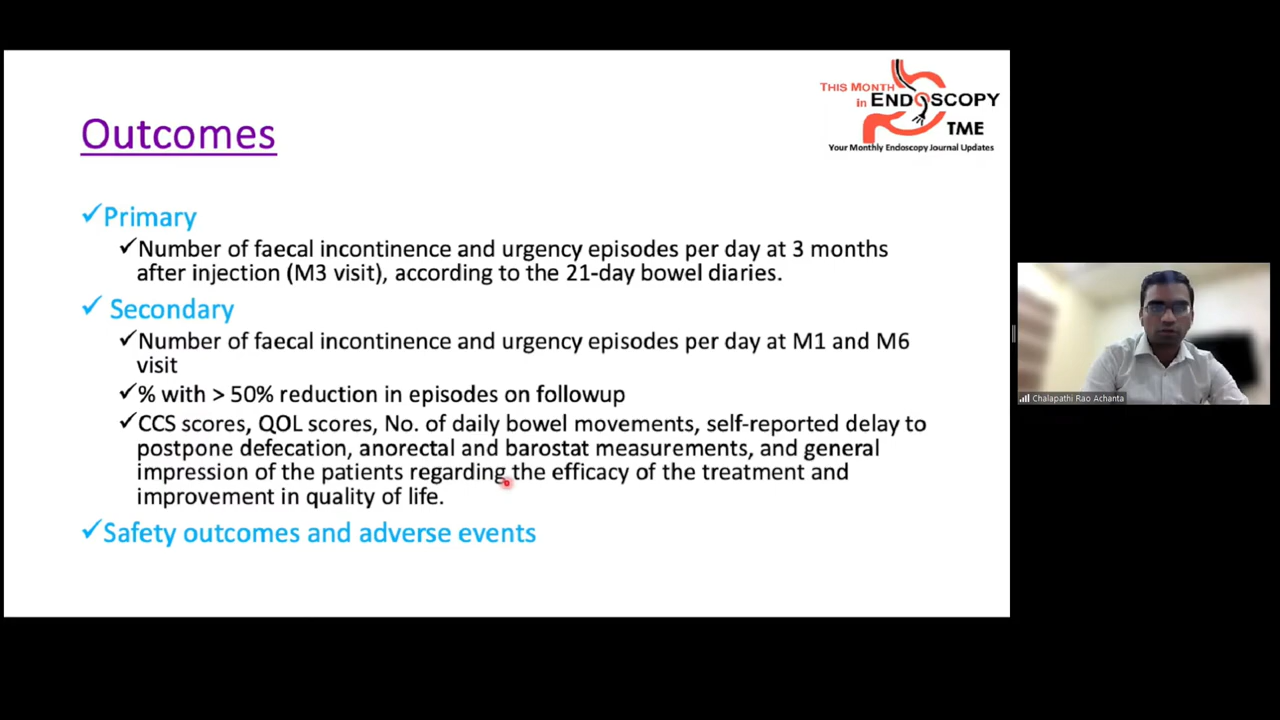 THIS MONTH
in ENDOSCOPY
TME
Your Monthly Endoscopy Journal Updates
Outcomes
✓Primary
✓Number of faecal incontinence and urgency episodes per day at 3 months
after injection (M3 visit), according to the 21-day bowel diaries.
✓ Secondary
✓Number of faecal incontinence and urgency episodes per day at M1 and M6
visit
✓% with > 50% reduction in episodes on followup
✓CCS scores, QOL scores, No. of daily bowel movements, self-reported delay to
postpone defecation, anorectal and barostat measurements, and general
impression of the patients regarding the efficacy of the treatment and
improvement in quality of life.
✓Safety outcomes and adverse events
Chalapathi Rao Achanta